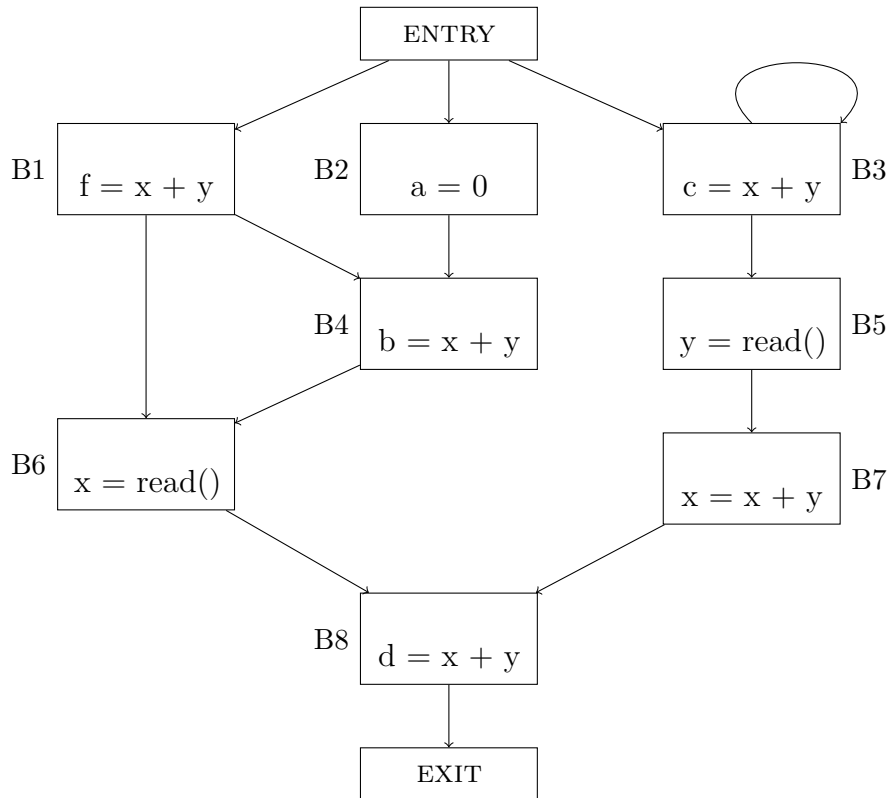 ENTRY
B1
f = x + y
B2
a = 0
c = x + y
B3
B4
b = x + y
y = read()
B5
B6
x = read()
x = x + y
B7
B8
d = x + y
EXIT